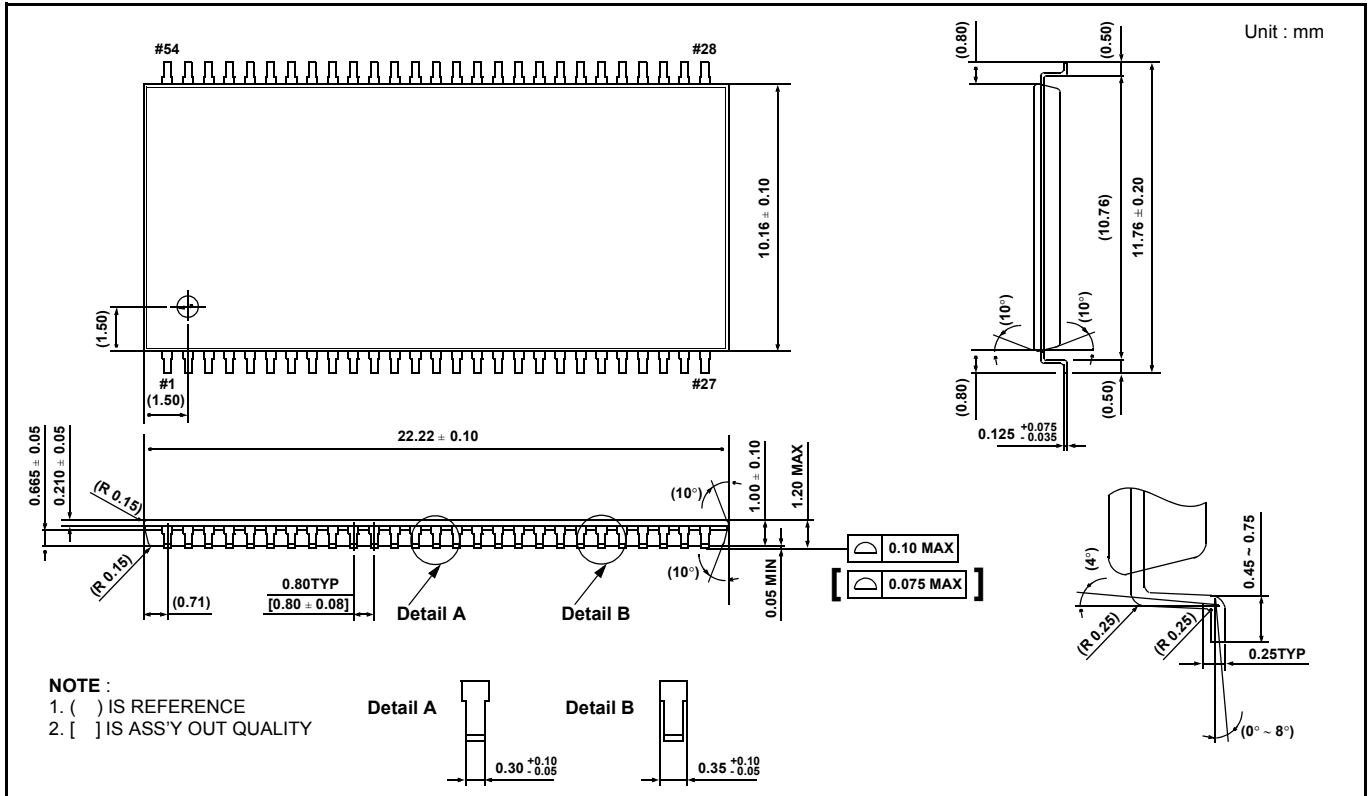 Unit : mm
#54
#28
(0.80)
(0.50)
10.16 ± 0.10
(10.76)
11.76 ± 0.20
(1.50)
(10°)
(10°)
#1
#27
(1.50)
(0.80)
(0.50)
0.125 +0.075 - 0.035
22.22 ± 0.10
0.665 ± 0.05
0.210 ± 0.05
(R 0.15)
(10°)
1.00 ± 0.10
1.20 MAX
(R 0.15)
(0.71)
0.80TYP
[0.80 ± 0.08]
Detail A
Detail B
(10°)
0.05 MIN
0.10 MAX
[ 0.075 MAX ]
(4°)
0.45 ~ 0.75
(R 0.25)
(R 0.25)
0.25TYP
(0° ~ 8°)
NOTE :
1. ( ) IS REFERENCE
2. [ ] IS ASS'Y OUT QUALITY
Detail A
0.30 +0.10 - 0.05
Detail B
0.35 +0.10 - 0.05